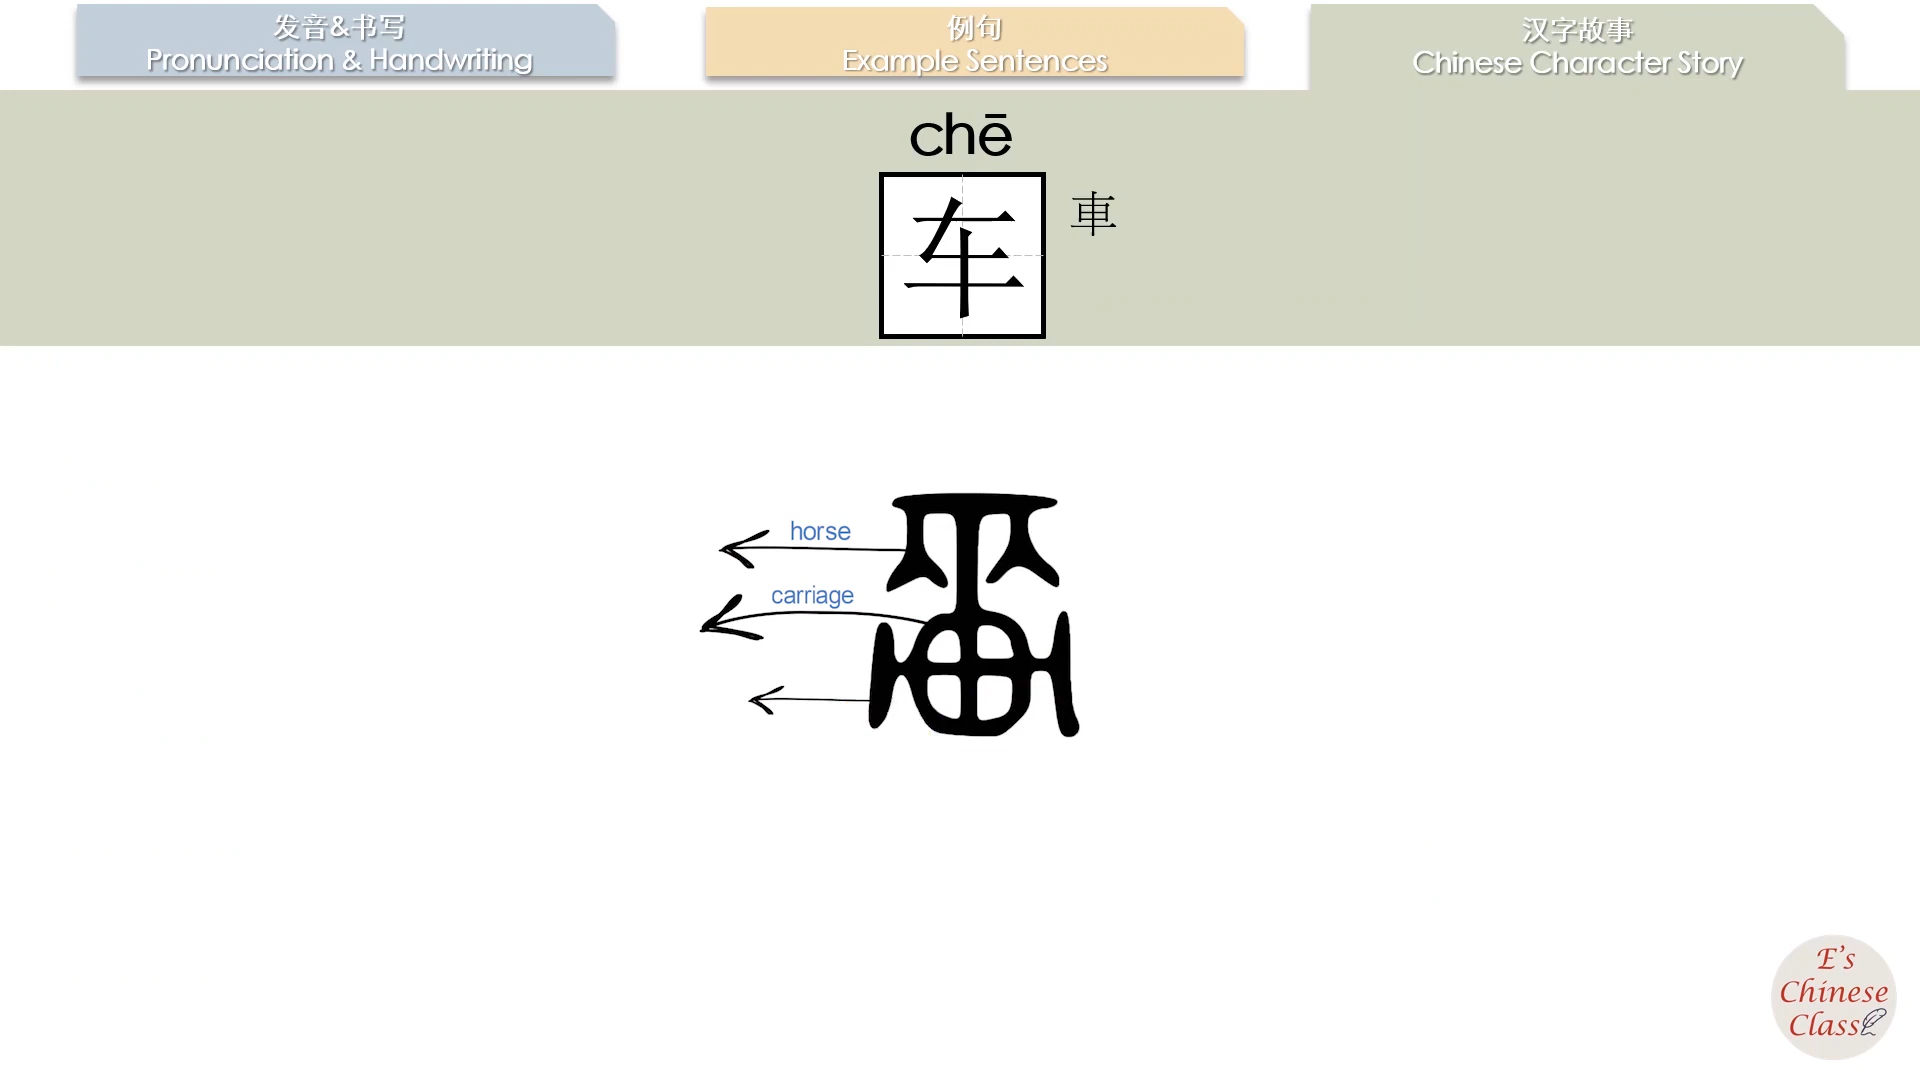 发音&书写
Pronunciation & Handwriting
例句
Example Sentences
汉字故事
Chinese Character Story
chē
车
車
horse
carriage
E's
Chinese
Class